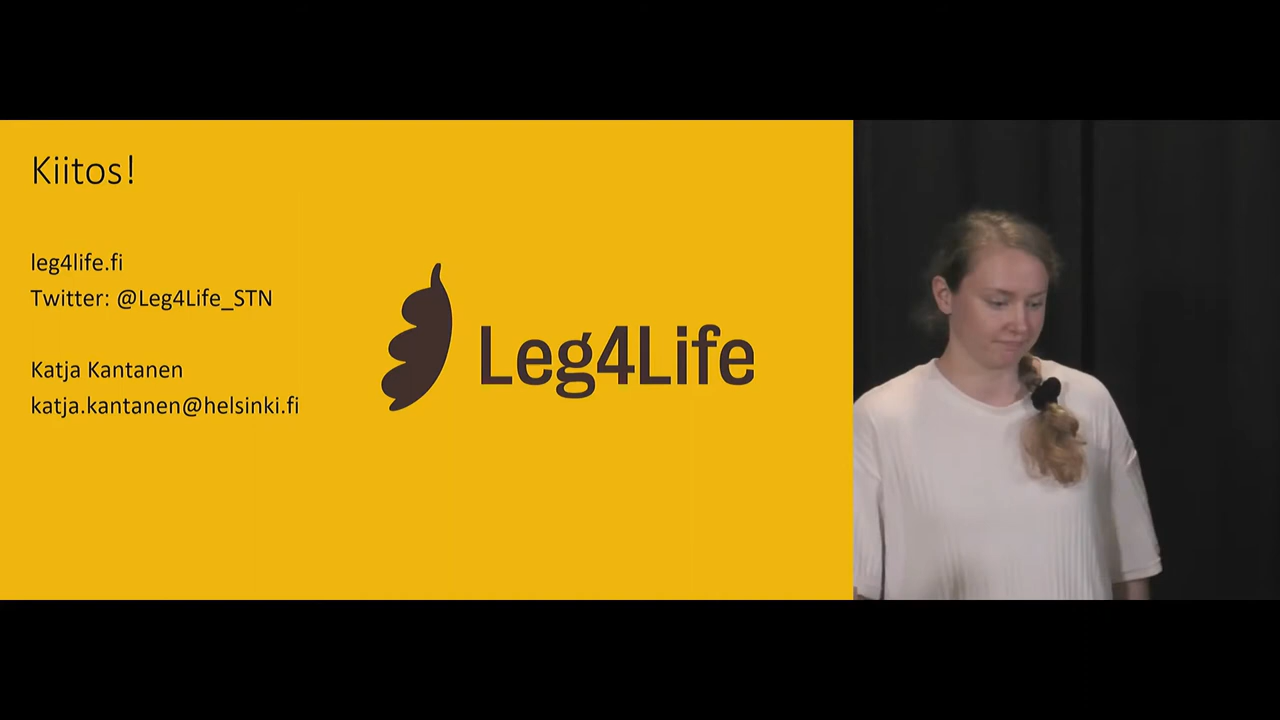 Kiitos!
leg4life.fi
Twitter: @Leg4Life_STN
Katja Kantanen
katja.kantanen@helsinki.fi
Leg4Life